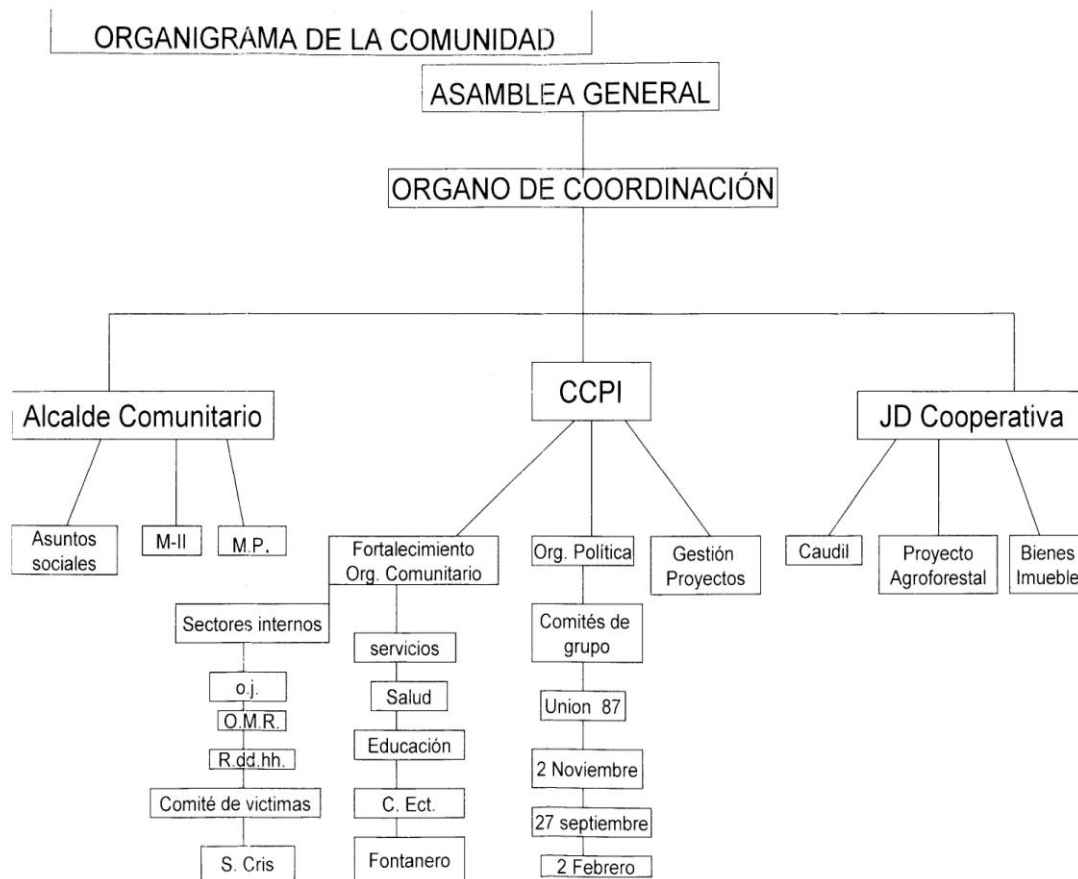 ORGANIGRAMA DE LA COMUNIDAD
ASAMBLEA GENERAL
ORGANO DE COORDINACIÓN
Alcalde Comunitario
CCPI
JD Cooperativa
Asuntos
sociales
M-II
M.P.
Fortalecimiento
Org. Comunitario
Org. Política
Gestión
Proyectos
Caudil
Proyecto
Agroforestal
Bienes
Imueble
Sectores internos
servicios
Comités de
grupo
o.j.
Salud
Union 87
O.M.R.
Educación
R.dd.hh.
2 Noviembre
Comité de victimas
C. Ect.
27 septiembre
S. Cris
Fontanero
2 Febrero